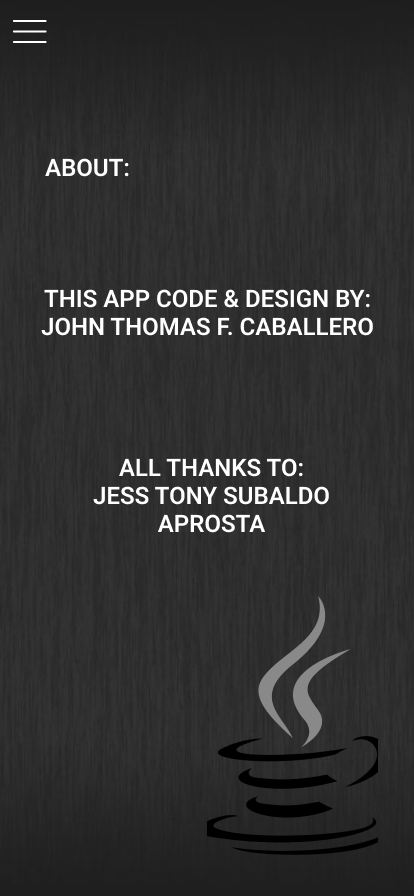 ABOUT:
THIS APP CODE & DESIGN BY:
JOHN THOMAS F. CABALLERO
ALL THANKS TO:
JESS TONY SUBALDO
APROSTA